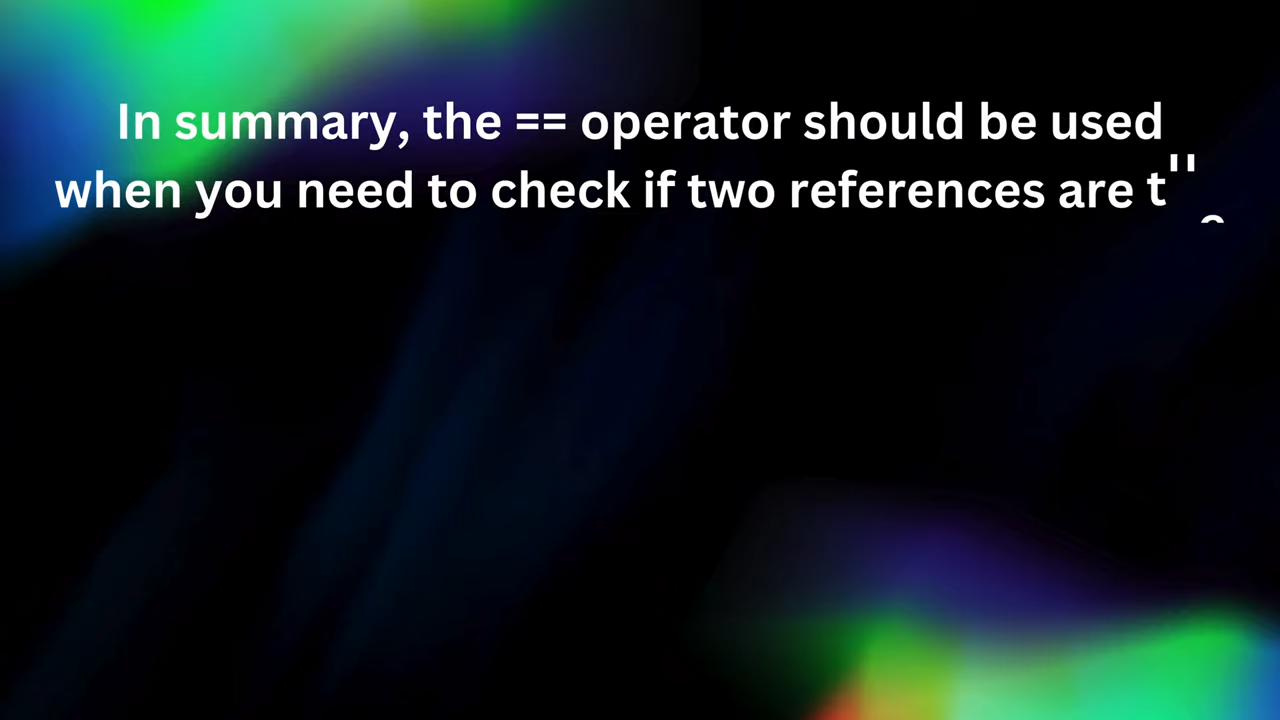 In summary, the == operator should be used
when you need to check if two references are